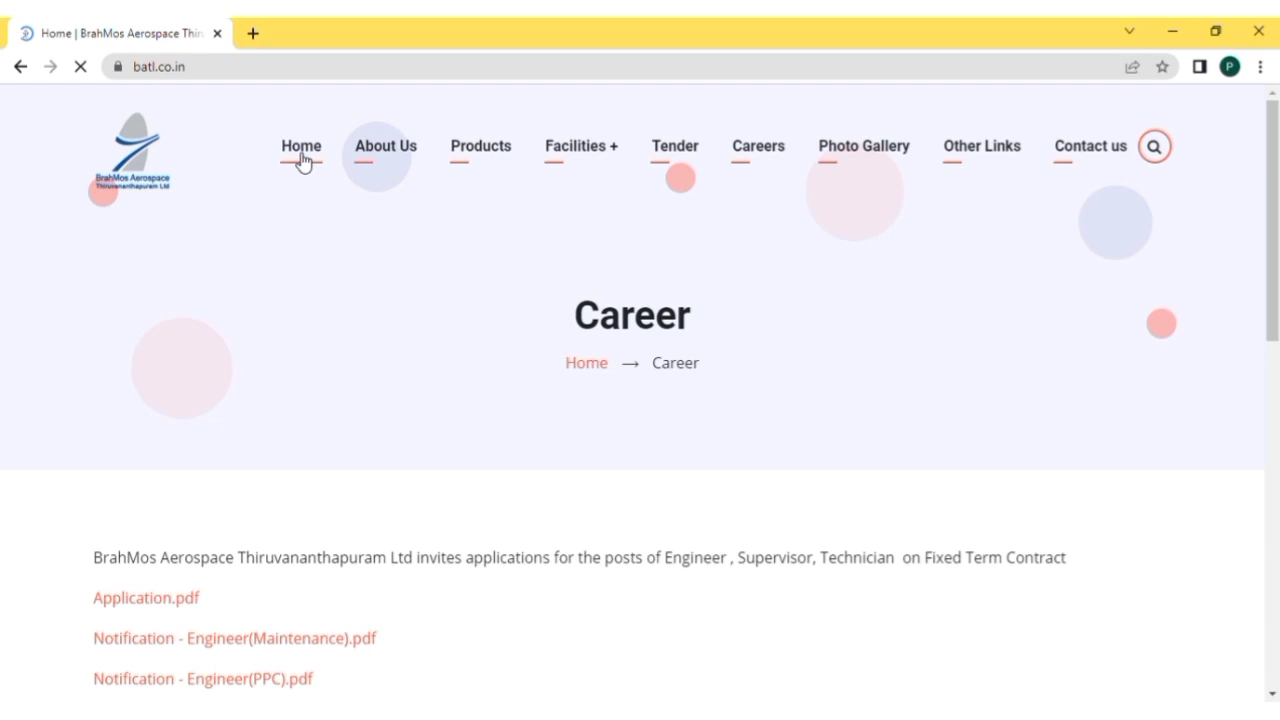 Home | BrahMos Aerospace Thir
batl.co.in
P
BrahMos Aerospace
Thiruvananthapuram Ltd
Home About Us Products Facilities + Tender Careers Photo Gallery Other Links Contact us
Career
Home → Career
BrahMos Aerospace Thiruvananthapuram Ltd invites applications for the posts of Engineer , Supervisor, Technician on Fixed Term Contract
Application.pdf
Notification - Engineer(Maintenance).pdf
Notification - Engineer(PPC).pdf